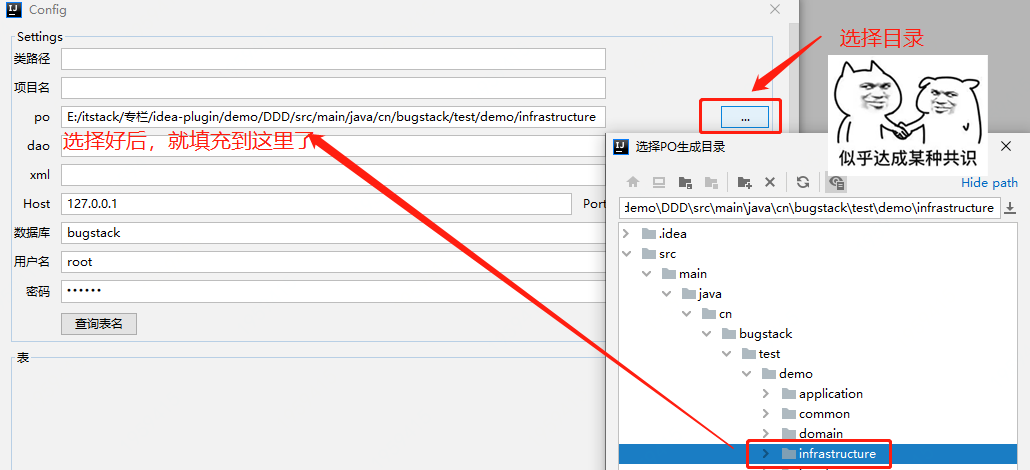 IJ Config
Settings
类路径
项目名
po E:/itstack/专栏/idea-plugin/demo/DDD/src/main/java/cn/bugstack/test/demo/infrastructure ...
dao
xml
Host 127.0.0.1 Port
数据库 bugstack
用户名 root
密码 ••••••
查询表名
表
选择好后，就填充到这里了
选择目录
似乎达成某种共识
IJ 选择PO生成目录
Hide path
demo\DDD\src\main\java\cn\bugstack\test\demo\infrastructure
.idea
src
main
java
cn
bugstack
test
demo
application
common
domain
infrastructure